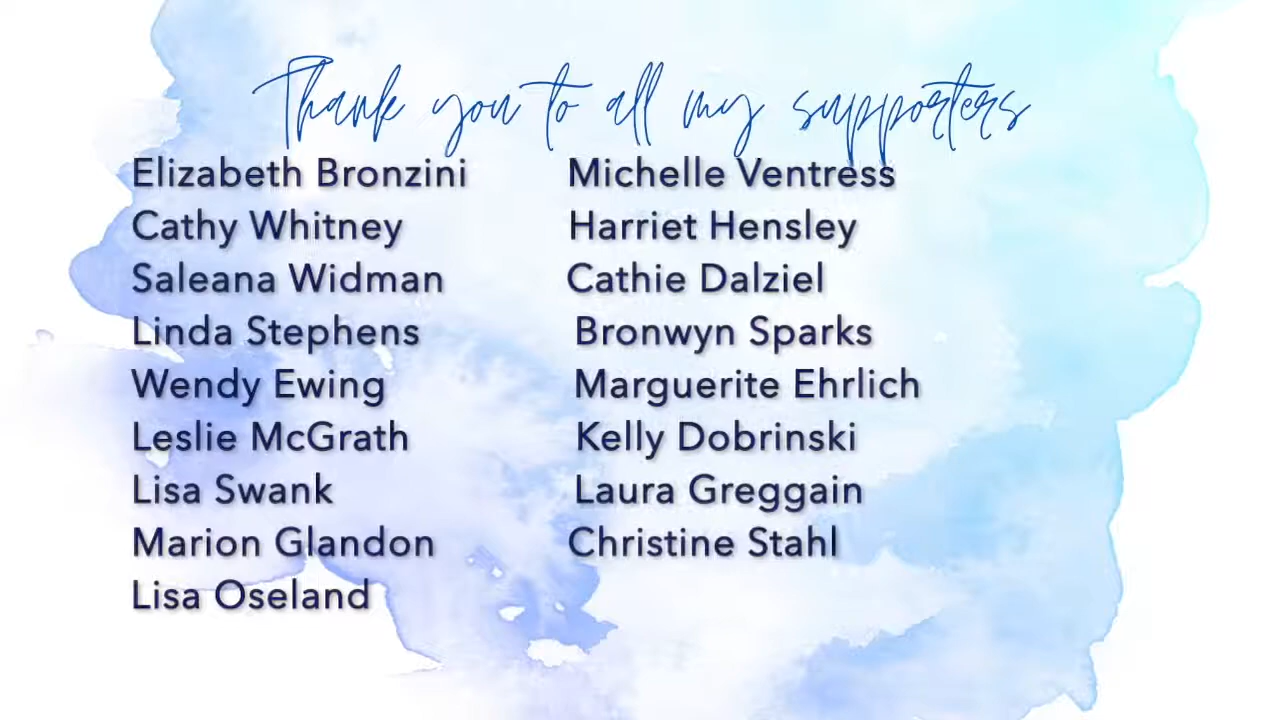 Thank you to all my supporters
Elizabeth Bronzini
Cathy Whitney
Saleana Widman
Linda Stephens
Wendy Ewing
Leslie McGrath
Lisa Swank
Marion Glandon
Lisa Oseland
Michelle Ventress
Harriet Hensley
Cathie Dalziel
Bronwyn Sparks
Marguerite Ehrlich
Kelly Dobrinski
Laura Greggain
Christine Stahl